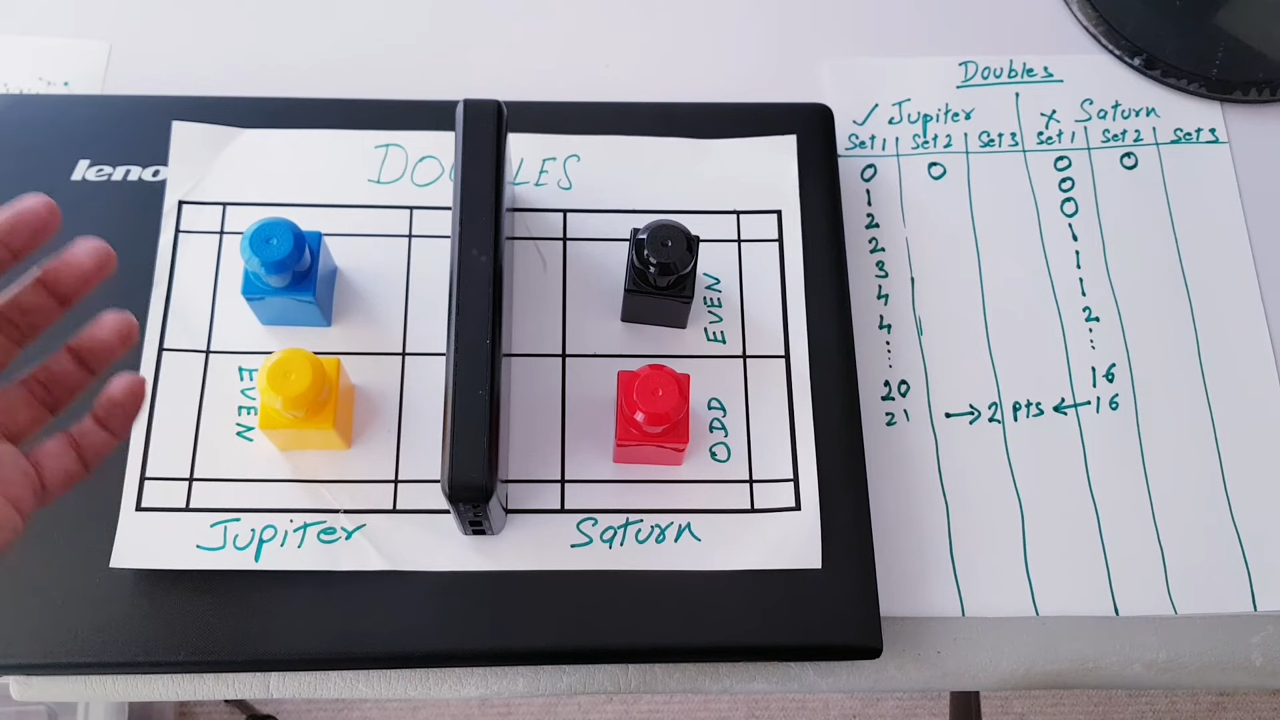 leno
DOU LES
EVEN
EVEN
ODD
Jupiter
Saturn
Doubles
✓ Jupiter x Saturn
Set 1 Set 2 Set 3 Set 1 Set 2 Set 3
0 0 0 0
1 0
2 0
2 1
3 1
4 1
4 2
20 16
21 → 2 pts ← 16